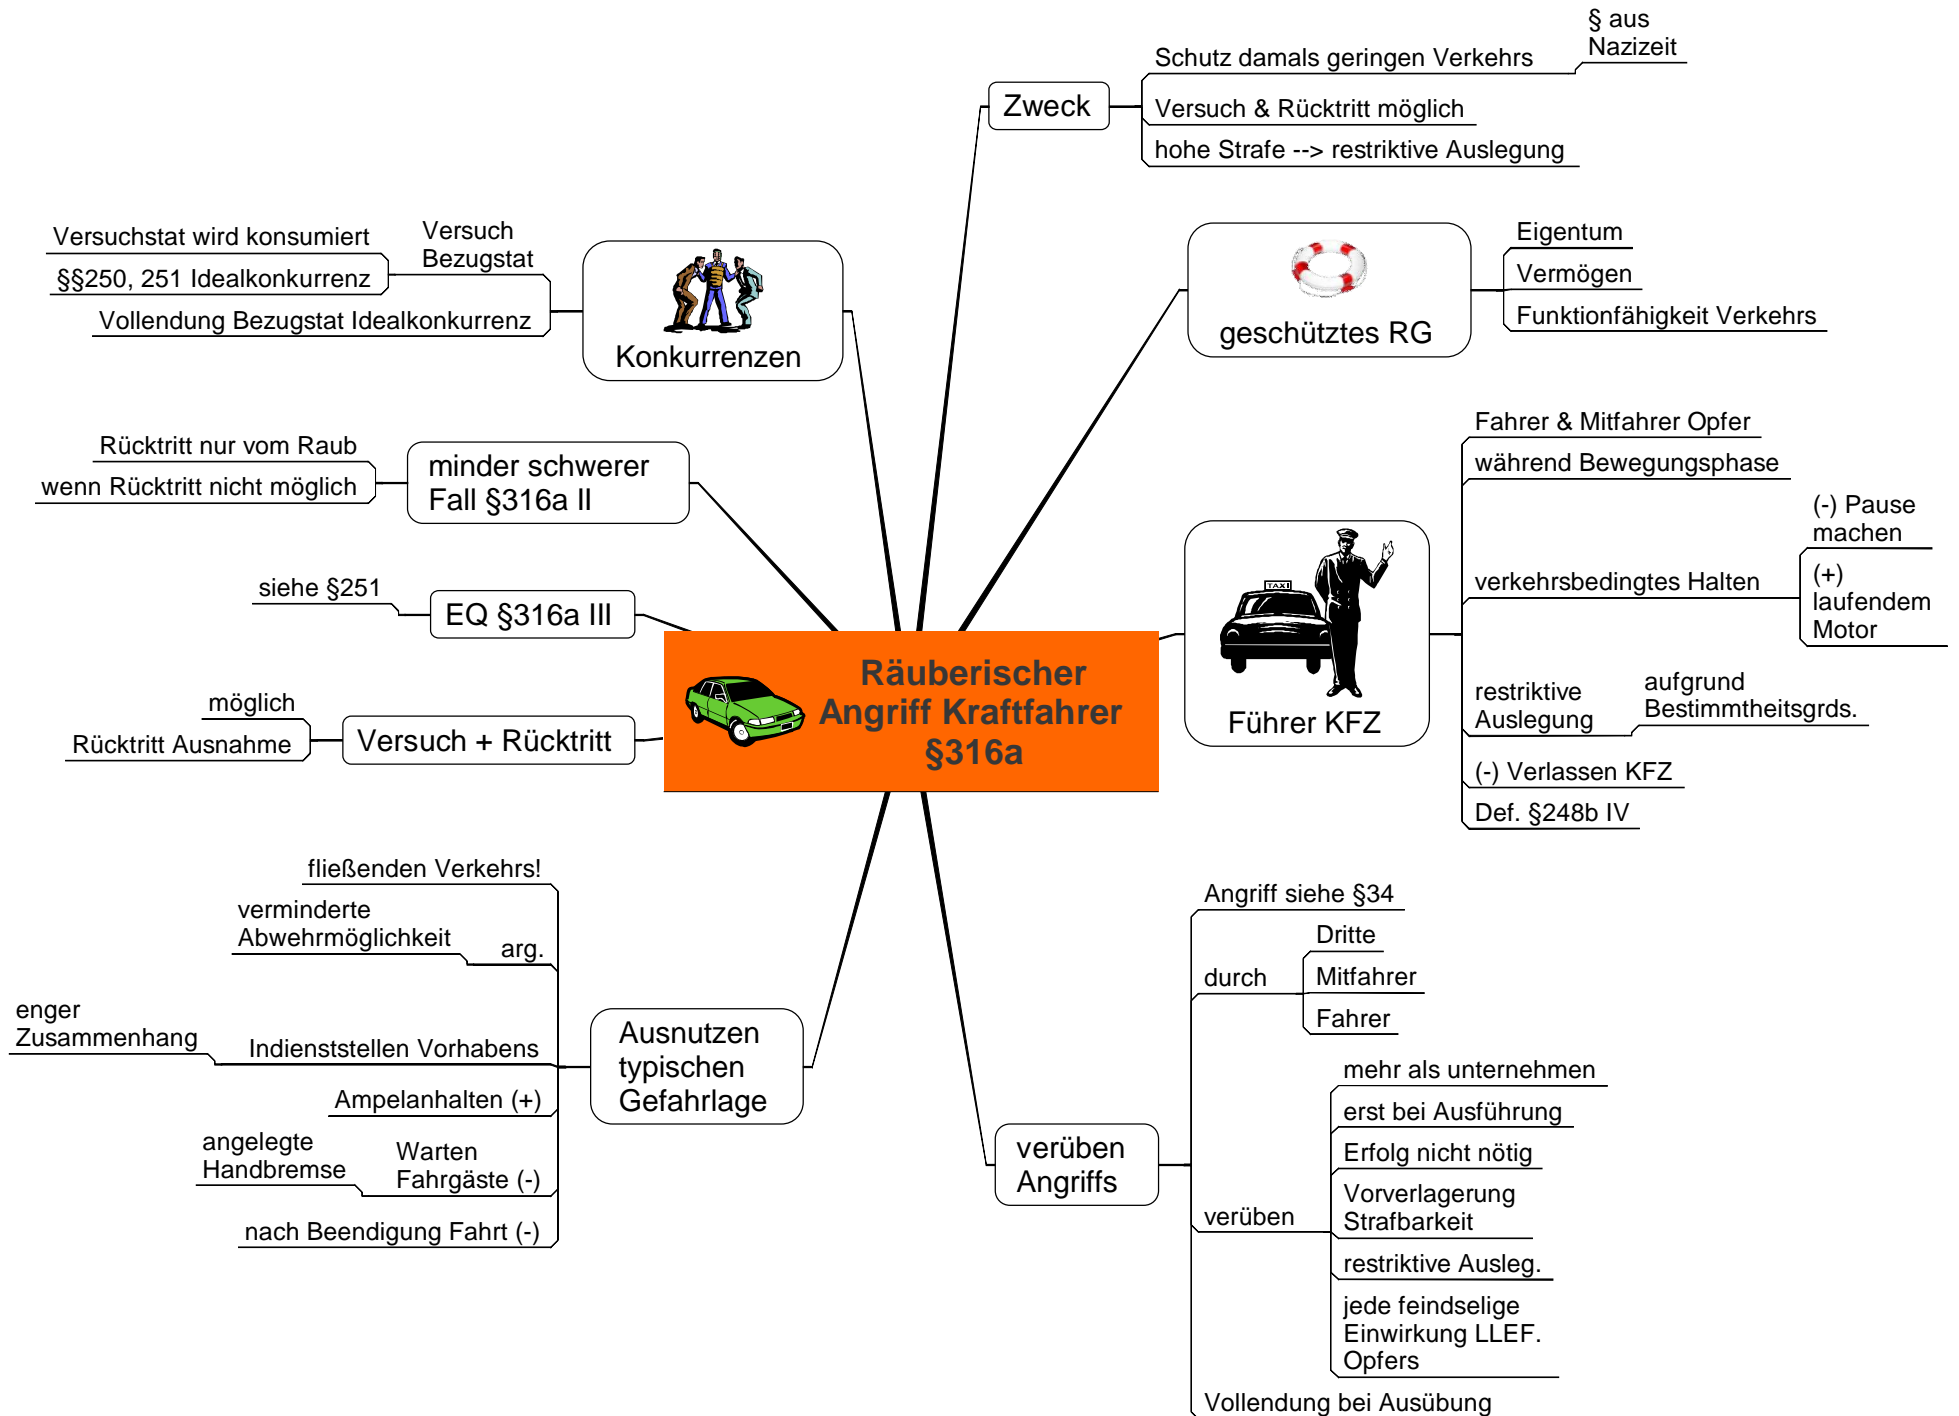 Räuberischer
Angriff Kraftfahrer
§316a
Zweck
Schutz damals geringen Verkehrs
§ aus
Nazizeit
Versuch & Rücktritt möglich
hohe Strafe --> restriktive Auslegung
geschütztes RG
Eigentum
Vermögen
Funktionfähigkeit Verkehrs
TAXI
Führer KFZ
Fahrer & Mitfahrer Opfer
während Bewegungsphase
verkehrsbedingtes Halten
(-) Pause
machen
(+)
laufendem
Motor
restriktive
Auslegung
aufgrund
Bestimmtheitsgrds.
(-) Verlassen KFZ
Def. §248b IV
verüben
Angriffs
Angriff siehe §34
durch
Dritte
Mitfahrer
Fahrer
verüben
mehr als unternehmen
erst bei Ausführung
Erfolg nicht nötig
Vorverlagerung
Strafbarkeit
restriktive Ausleg.
jede feindselige
Einwirkung LLEF.
Opfers
Vollendung bei Ausübung
Konkurrenzen
Versuch
Bezugstat
Versuchstat wird konsumiert
§§250, 251 Idealkonkurrenz
Vollendung Bezugstat Idealkonkurrenz
minder schwerer
Fall §316a II
Rücktritt nur vom Raub
wenn Rücktritt nicht möglich
EQ §316a III
siehe §251
Versuch + Rücktritt
möglich
Rücktritt Ausnahme
Ausnutzen
typischen
Gefahrlage
fließenden Verkehrs!
arg.
verminderte
Abwehrmöglichkeit
Indienststellen Vorhabens
enger
Zusammenhang
Ampelanhalten (+)
Warten
Fahrgäste (-)
angelegte
Handbremse
nach Beendigung Fahrt (-)